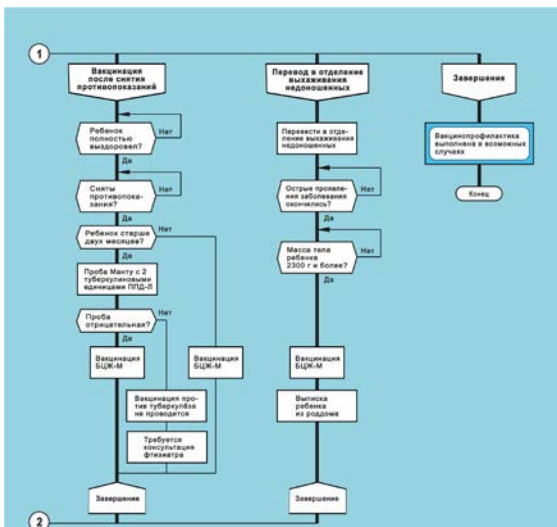 1
Вакцинация
после снятия
противопоказаний
Ребенок
полностью
выздоровел?
Нет
Да
Сняты
противопока-
зания?
Нет
Да
Ребенок старше
двух месяцев?
Нет
Да
Проба Манту с 2
туберкулиновыми
единицами ППД-Л
Проба
отрицательная?
Нет
Да
Вакцинация
БЦЖ-М
Вакцинация
БЦЖ-М
Вакцинация про-
тив туберкулёза
не проводится
Требуется
консультация
фтизиатра
Завершение
Перевод в отделение
выхаживания
недоношенных
Перевести в отде-
ление выхаживания
недоношенных
Острые проявле-
ния заболевания
окончились?
Нет
Да
Масса тела
ребенка
2300 г и более?
Нет
Да
Вакцинация
БЦЖ-М
Выписка
ребенка
из роддома
Завершение
Завершение
Вакцинопрофилактика
выполнена в возможных
случаях
Конец
2